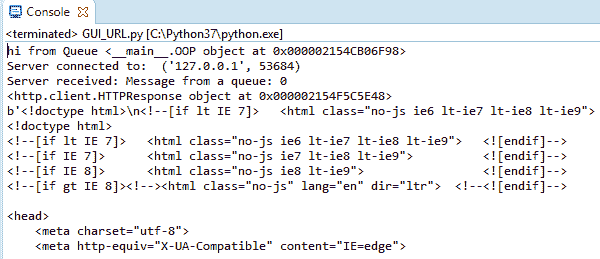 Console
<terminated> GUI_URL.py [C:\Python37\python.exe]
hi from Queue <__main__.OOP object at 0x000002154CB06F98>
Server connected to:  ('127.0.0.1', 53684)
Server received: Message from a queue: 0
<http.client.HTTPResponse object at 0x000002154F5C5E48>
b'<!doctype html>\n<!--[if lt IE 7]>   <html class="no-js ie6 lt-ie7 lt-ie8 lt-ie9">
<!doctype html>
<!--[if lt IE 7]>   <html class="no-js ie6 lt-ie7 lt-ie8 lt-ie9">   <![endif]-->
<!--[if IE 7]>      <html class="no-js ie7 lt-ie8 lt-ie9">          <![endif]-->
<!--[if IE 8]>      <html class="no-js ie8 lt-ie9">                 <![endif]-->
<!--[if gt IE 8]><!--><html class="no-js" lang="en" dir="ltr">  <!--<![endif]-->
<head>
    <meta charset="utf-8">
    <meta http-equiv="X-UA-Compatible" content="IE=edge">